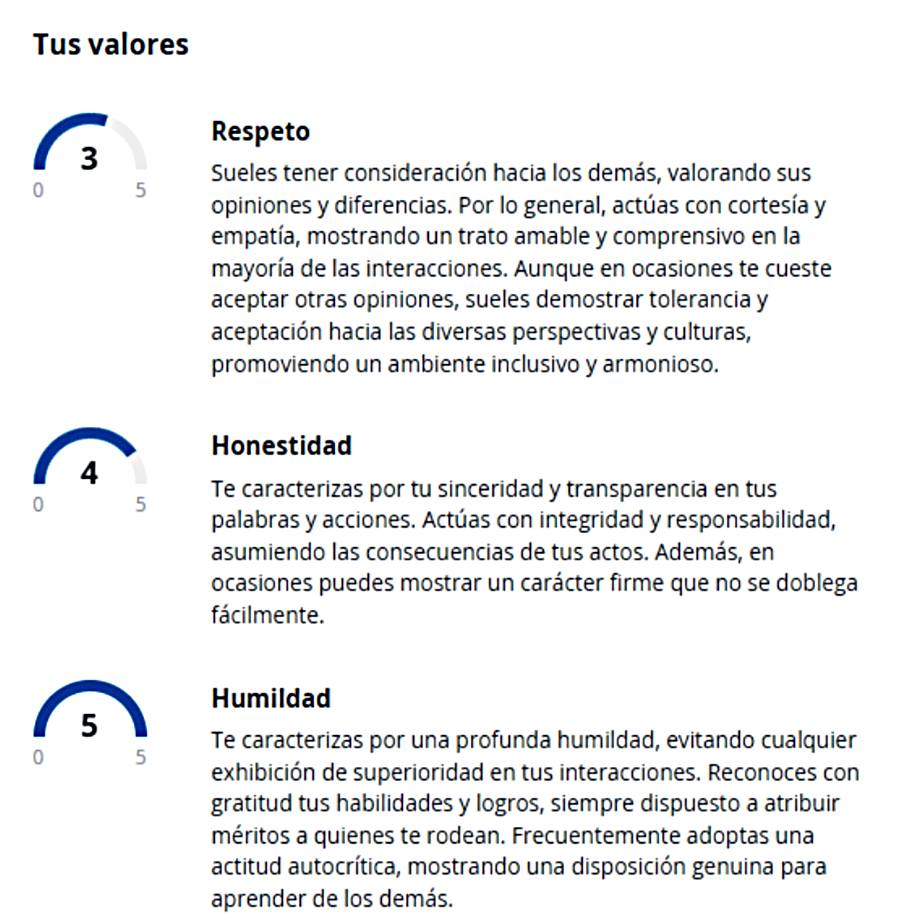 Tus valores
3
0 5
Respeto
Sueles tener consideración hacia los demás, valorando sus
opiniones y diferencias. Por lo general, actúas con cortesía y
empatía, mostrando un trato amable y comprensivo en la
mayoría de las interacciones. Aunque en ocasiones te cueste
aceptar otras opiniones, sueles demostrar tolerancia y
aceptación hacia las diversas perspectivas y culturas,
promoviendo un ambiente inclusivo y armonioso.
4
0 5
Honestidad
Te caracterizas por tu sinceridad y transparencia en tus
palabras y acciones. Actúas con integridad y responsabilidad,
asumiendo las consecuencias de tus actos. Además, en
ocasiones puedes mostrar un carácter firme que no se doblega
fácilmente.
5
0 5
Humildad
Te caracterizas por una profunda humildad, evitando cualquier
exhibición de superioridad en tus interacciones. Reconoces con
gratitud tus habilidades y logros, siempre dispuesto a atribuir
méritos a quienes te rodean. Frecuentemente adoptas una
actitud autocrítica, mostrando una disposición genuina para
aprender de los demás.